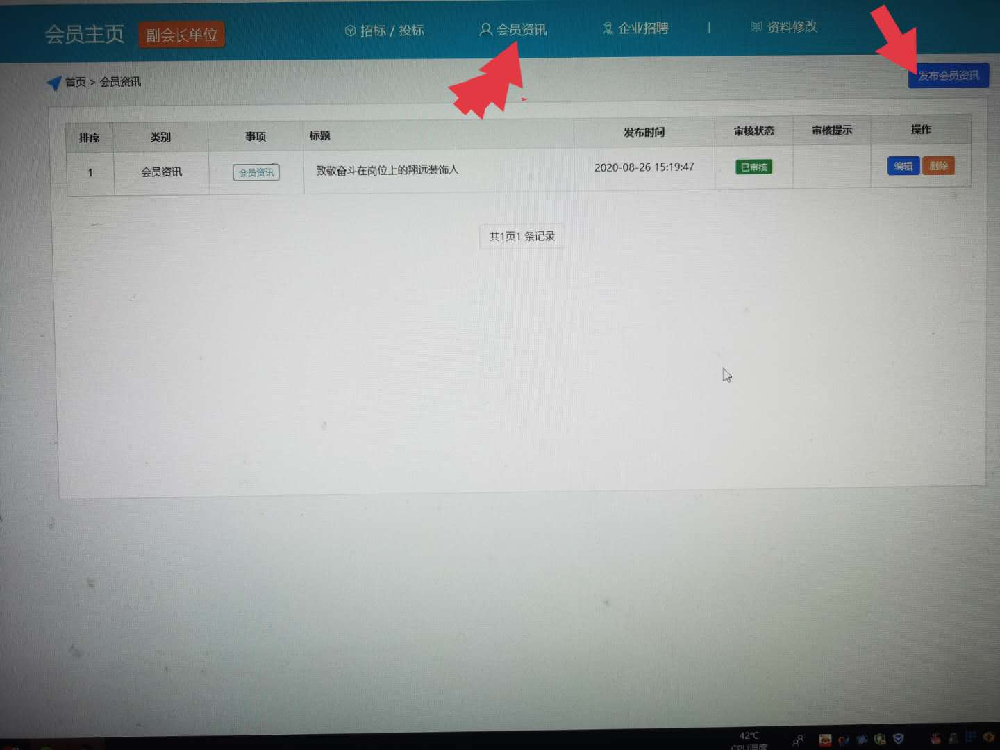 会员主页 副会长单位 招标 / 投标 会员资讯 企业招聘 | 资料修改
首页 > 会员资讯 发布会员资讯
排序 类别 事项 标题 发布时间 审核状态 审核提示 操作
1 会员资讯 会员资讯 致敬奋斗在岗位上的翔远装饰人 2020-08-26 15:19:47 已审核 编辑 删除
共1页1 条记录
42℃
CPU温度